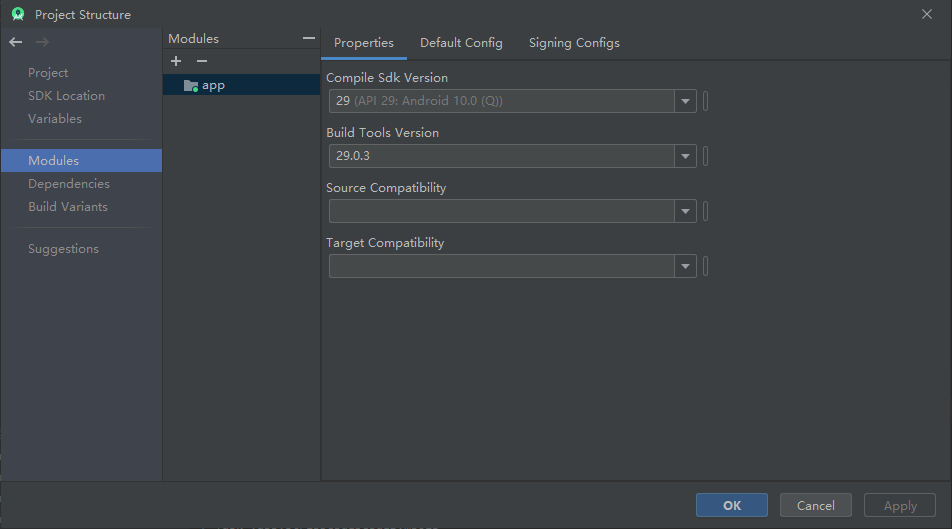 Project Structure
Project
SDK Location
Variables
Modules
Dependencies
Build Variants
Suggestions
Modules
app
Properties Default Config Signing Configs
Compile Sdk Version
29 (API 29: Android 10.0 (Q))
Build Tools Version
29.0.3
Source Compatibility
Target Compatibility
OK Cancel Apply